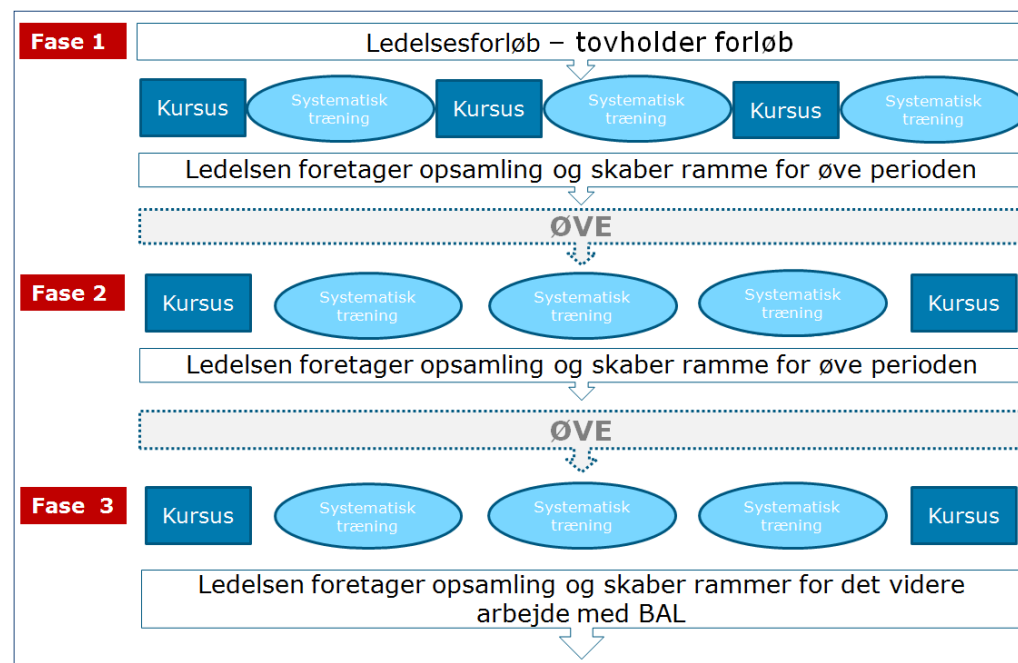 Fase 1
Ledelsesforløb – tovholder forløb
Kursus
Systematisk
træning
Kursus
Systematisk
træning
Kursus
Systematisk
træning
Ledelsen foretager opsamling og skaber ramme for øve perioden
ØVE
Fase 2
Kursus
Systematisk
træning
Systematisk
træning
Systematisk
træning
Kursus
Ledelsen foretager opsamling og skaber ramme for øve perioden
ØVE
Fase 3
Kursus
Systematisk
træning
Systematisk
træning
Systematisk
træning
Kursus
Ledelsen foretager opsamling og skaber rammer for det videre
arbejde med BAL